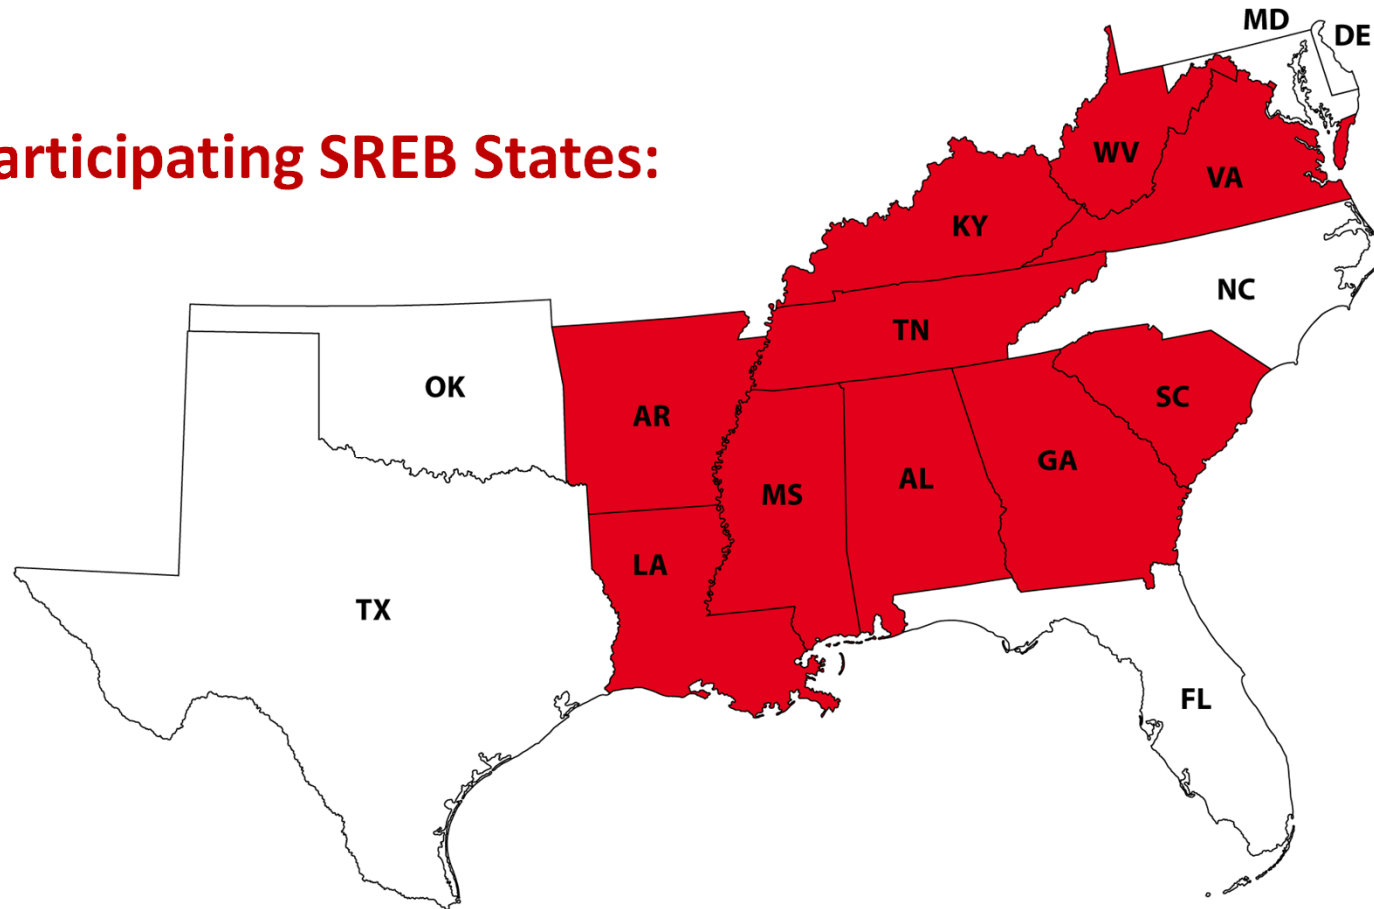 articipating SREB States:
MD
DE
WV
VA
KY
NC
TN
OK
SC
AR
GA
AL
MS
LA
TX
FL